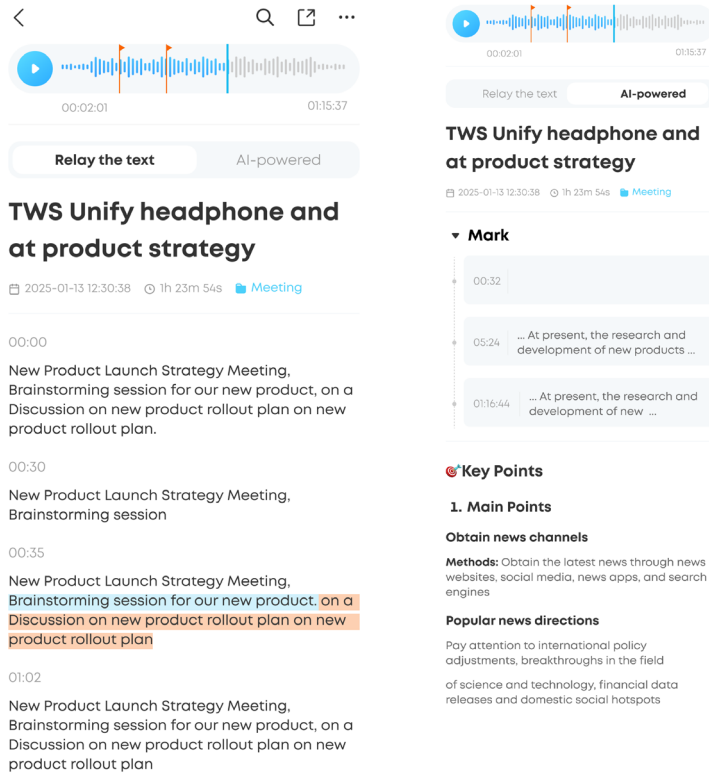 00:02:01
01:15:37
Relay the text
AI-powered
TWS Unify headphone and
at product strategy
2025-01-13 12:30:38
1h 23m 54s
Meeting
00:00
New Product Launch Strategy Meeting,
Brainstorming session for our new product, on a
Discussion on new product rollout plan on new
product rollout plan.
00:30
New Product Launch Strategy Meeting,
Brainstorming session
00:35
New Product Launch Strategy Meeting,
Brainstorming session for our new product. on a
Discussion on new product rollout plan on new
product rollout plan
01:02
New Product Launch Strategy Meeting,
Brainstorming session for our new product, on a
Discussion on new product rollout plan on new
product rollout plan
00:02:01
01:15:37
Relay the text
AI-powered
TWS Unify headphone and
at product strategy
2025-01-13 12:30:38
1h 23m 54s
Meeting
Mark
00:32
05:24
... At present, the research and
development of new products ...
01:16:44
... At present, the research and
development of new ...
Key Points
1. Main Points
Obtain news channels
Methods: Obtain the latest news through news
websites, social media, news apps, and search
engines
Popular news directions
Pay attention to international policy
adjustments, breakthroughs in the field
of science and technology, financial data
releases and domestic social hotspots